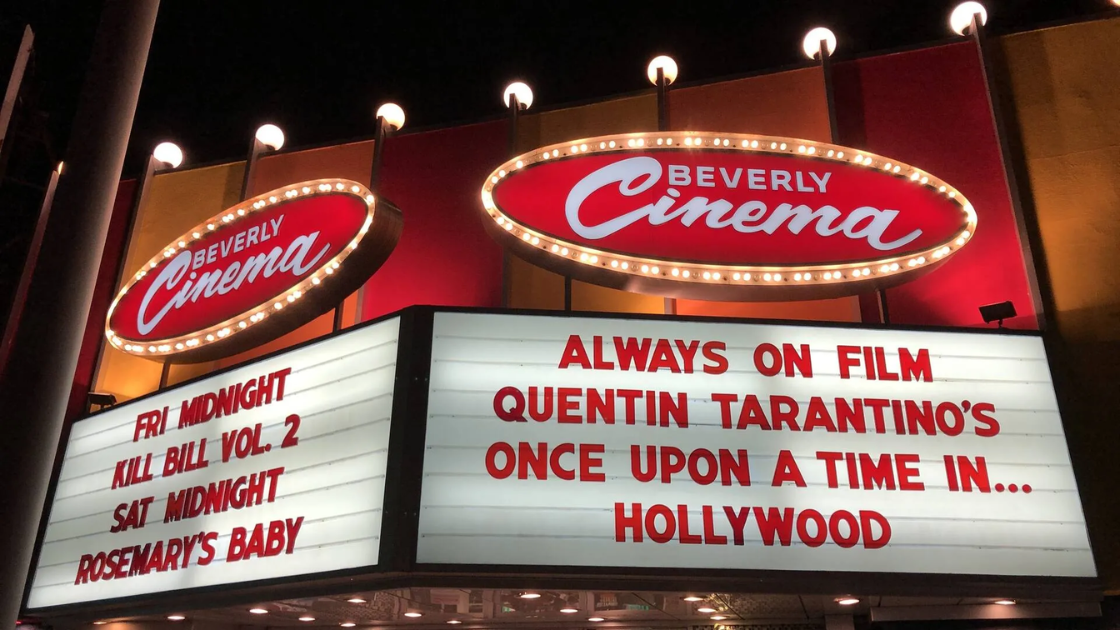 BEVERLY
Cinema
FRI MIDNIGHT
KILL BILL VOL. 2
SAT MIDNIGHT
ROSEMARY'S BABY
BEVERLY
Cinema
ALWAYS ON FILM
QUENTIN TARANTINO'S
ONCE UPON A TIME IN...
HOLLYWOOD